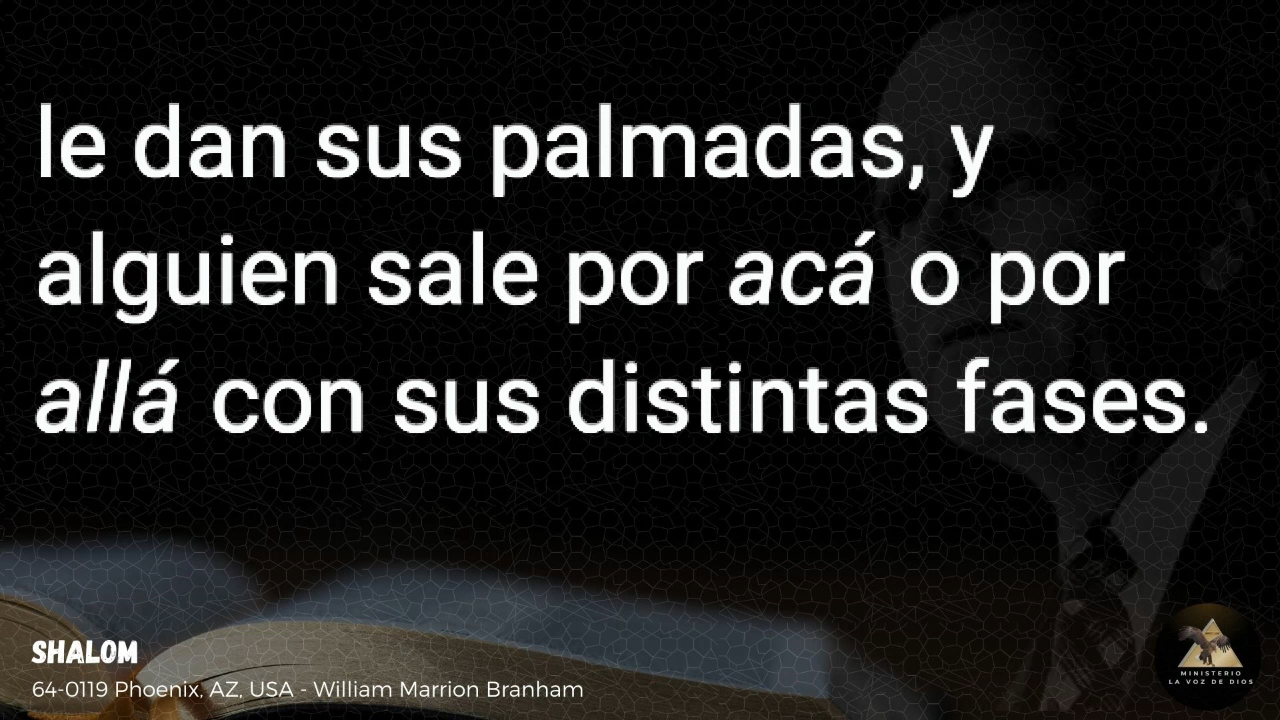 le dan sus palmadas, y
alguien sale por acá o por
allá con sus distintas fases.
SHALOM
64-0119 Phoenix, AZ, USA - William Marrion Branham
MINISTERIO
LA VOZ DE DIOS